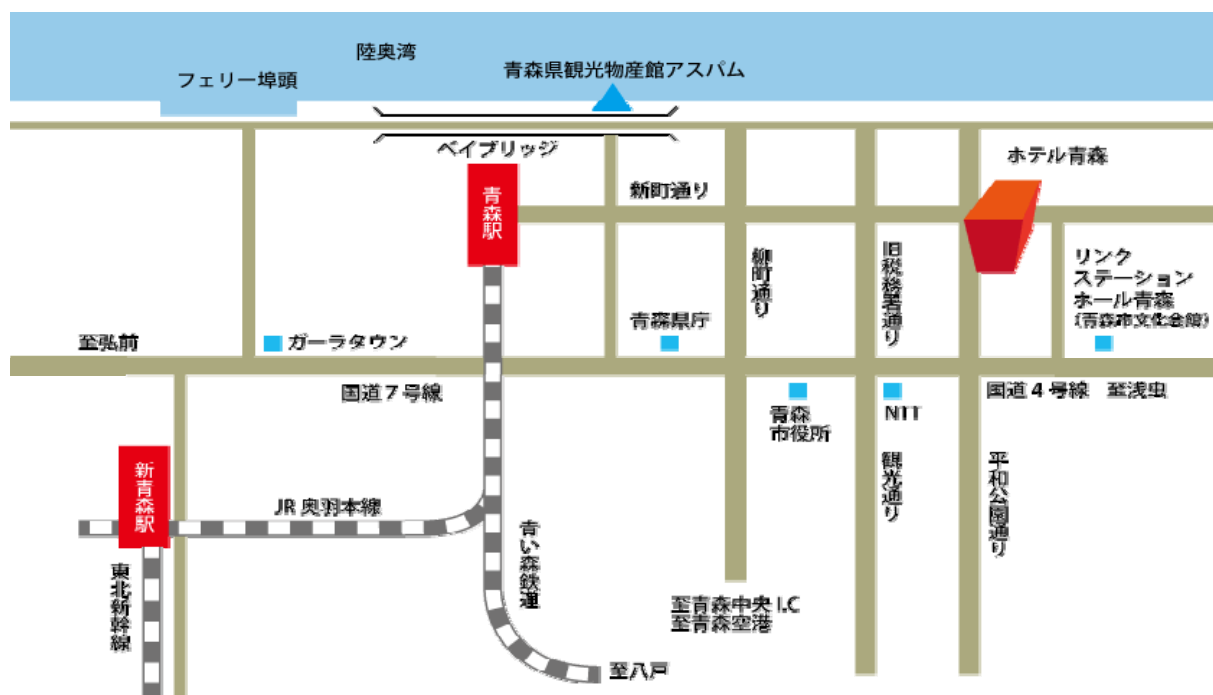 陸奥湾
フェリー埠頭
青森県観光物産館アスパム
ベイブリッジ
ホテル青森
青森駅
新町通り
柳町通り
旧税務署通り
リンク
ステーション
ホール青森
(青森市文化会館)
至弘前
ガーラタウン
青森県庁
国道7号線
青森
市役所
NTT
国道4号線 至浅虫
新青森駅
JR奥羽本線
青い森鉄道
観光通り
平和公園通り
東北新幹線
至青森中央I.C
至青森空港
至八戸